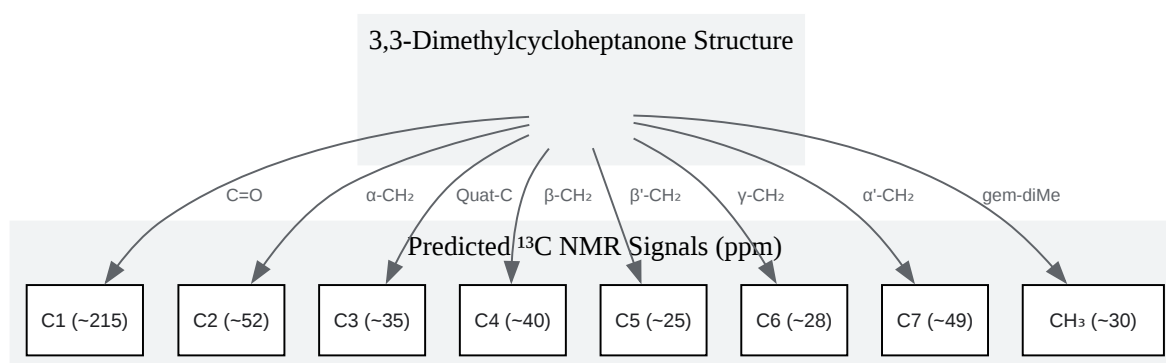 3,3-Dimethylcycloheptanone Structure
C=O
α-CH₂
Quat-C
β-CH₂
β'-CH₂
γ-CH₂
α'-CH₂
gem-diMe
Predicted ¹³C NMR Signals (ppm)
C1 (~215)
C2 (~52)
C3 (~35)
C4 (~40)
C5 (~25)
C6 (~28)
C7 (~49)
CH₃ (~30)